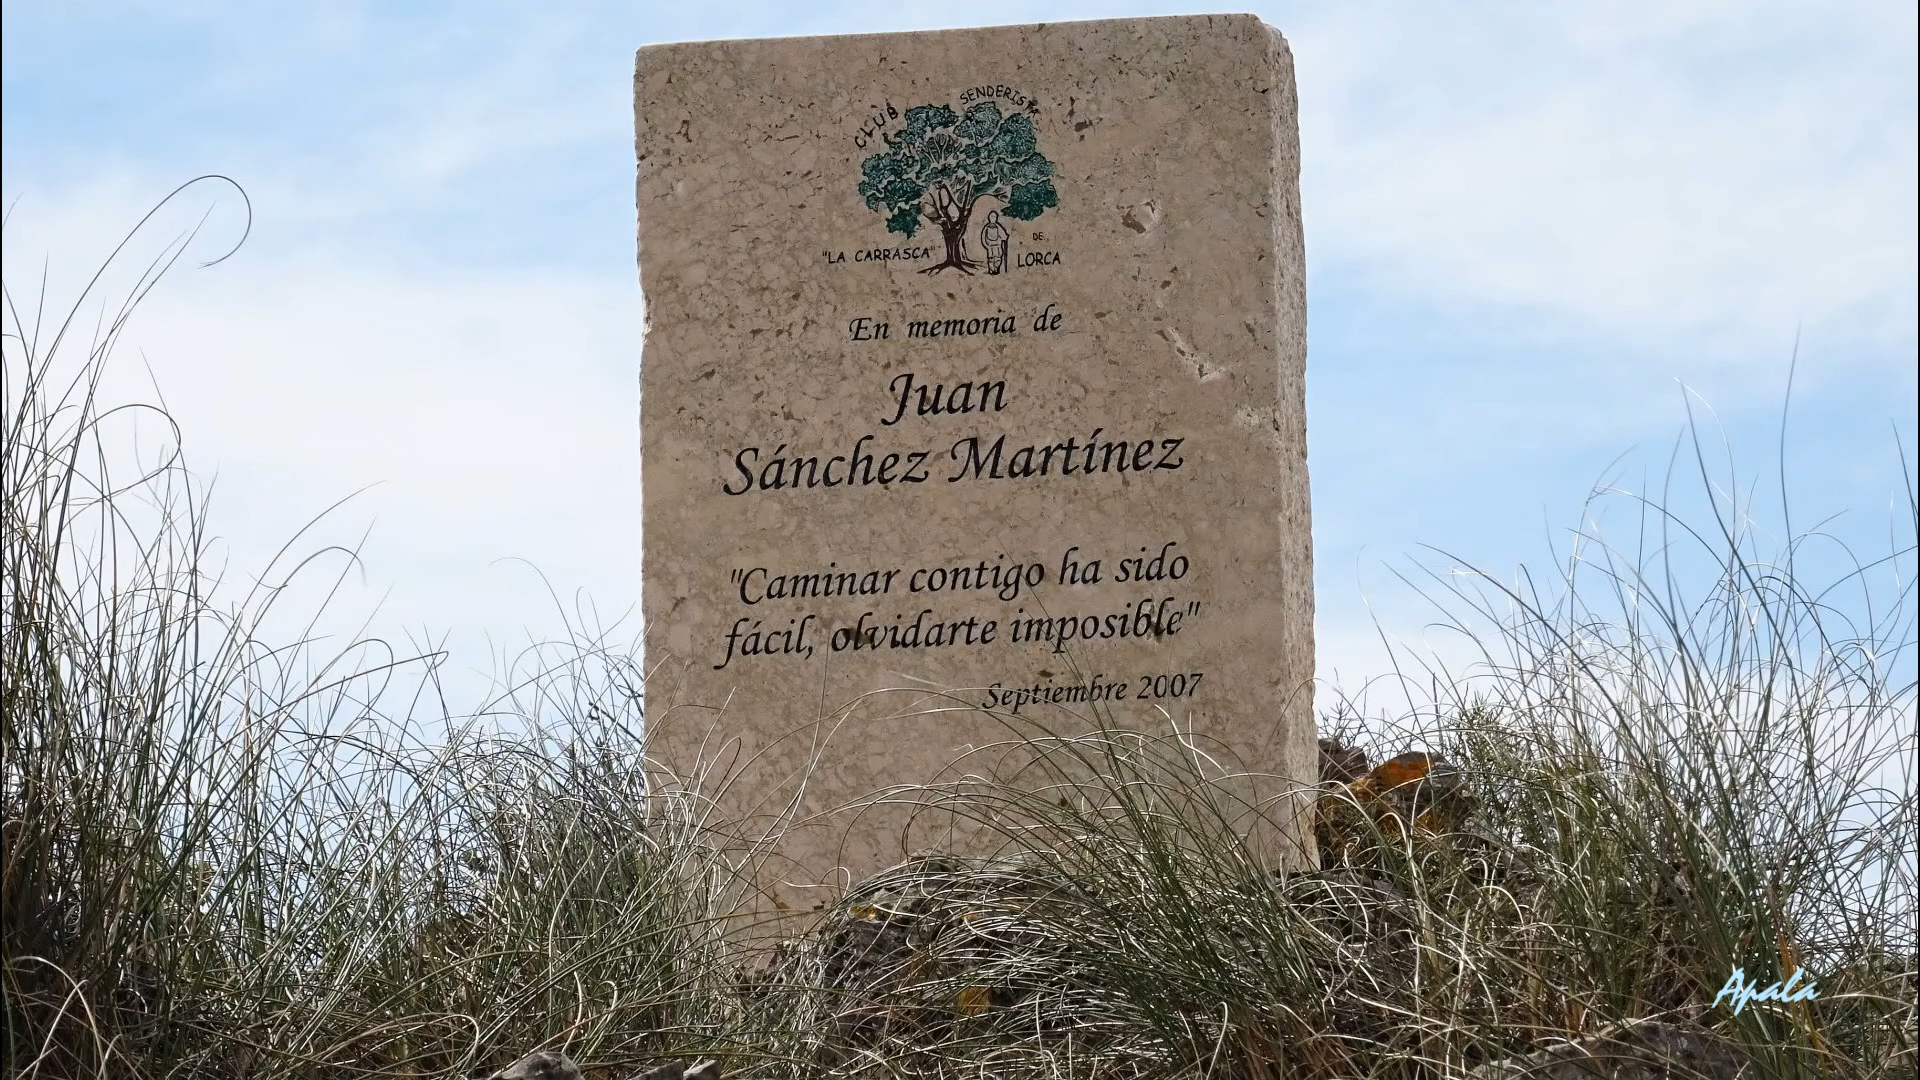 CLUB SENDERISTA
"LA CARRASCA" DE LORCA
En memoria de
Juan
Sánchez Martínez
"Caminar contigo ha sido
fácil, olvidarte imposible"
Septiembre 2007
Apala